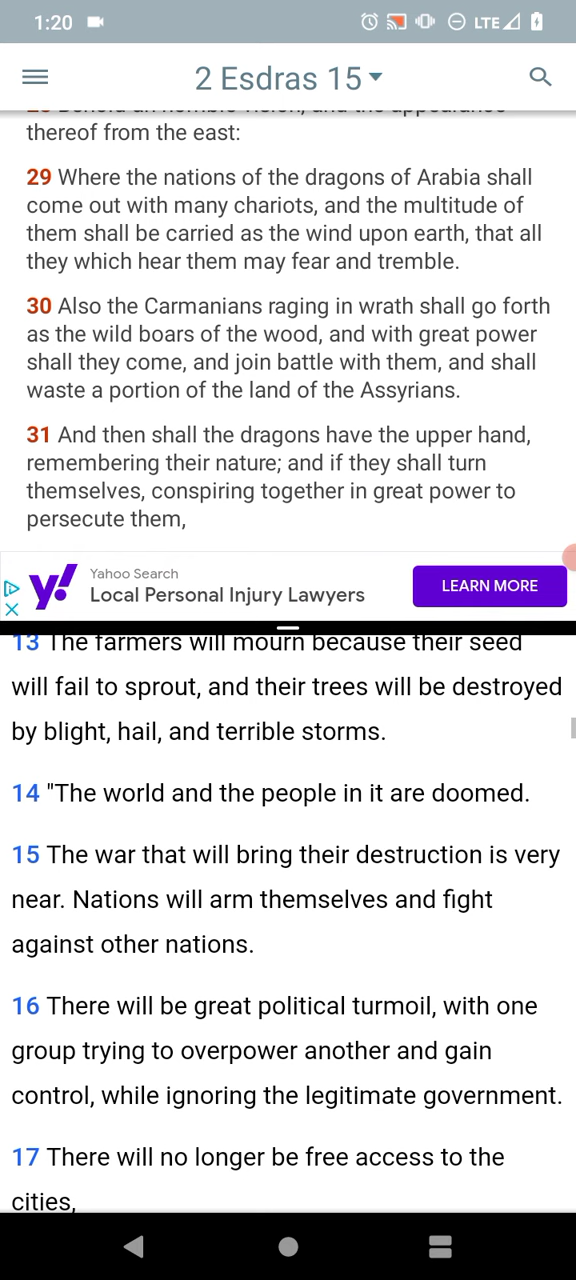 1:20
LTE
2 Esdras 15
thereof from the east:
29 Where the nations of the dragons of Arabia shall
come out with many chariots, and the multitude of
them shall be carried as the wind upon earth, that all
they which hear them may fear and tremble.
30 Also the Carmanians raging in wrath shall go forth
as the wild boars of the wood, and with great power
shall they come, and join battle with them, and shall
waste a portion of the land of the Assyrians.
31 And then shall the dragons have the upper hand,
remembering their nature; and if they shall turn
themselves, conspiring together in great power to
persecute them,
y!
Yahoo Search
Local Personal Injury Lawyers
LEARN MORE
13 The farmers will mourn because their seed
will fail to sprout, and their trees will be destroyed
by blight, hail, and terrible storms.
14 "The world and the people in it are doomed.
15 The war that will bring their destruction is very
near. Nations will arm themselves and fight
against other nations.
16 There will be great political turmoil, with one
group trying to overpower another and gain
control, while ignoring the legitimate government.
17 There will no longer be free access to the
cities,